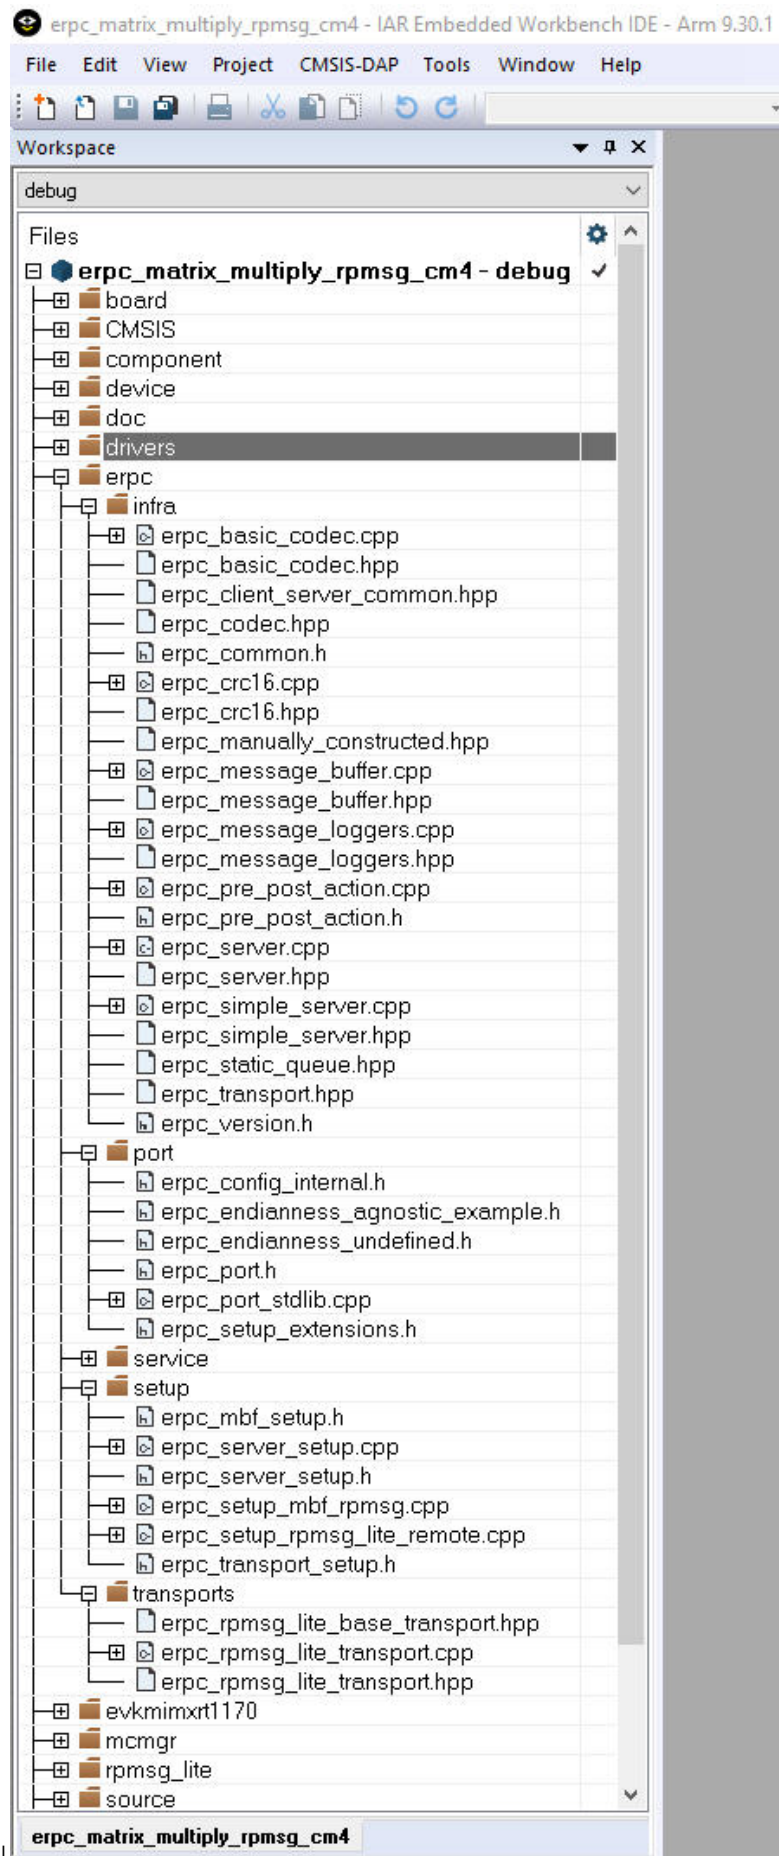 erpc_matrix_multiply_rpmsg_cm4 - IAR Embedded Workbench IDE - Arm 9.30.1
File Edit View Project CMSIS-DAP Tools Window Help
Workspace
debug
Files
erpc_matrix_multiply_rpmsg_cm4 - debug
board
CMSIS
component
device
doc
drivers
erpc
infra
erpc_basic_codec.cpp
erpc_basic_codec.hpp
erpc_client_server_common.hpp
erpc_codec.hpp
erpc_common.h
erpc_crc16.cpp
erpc_crc16.hpp
erpc_manually_constructed.hpp
erpc_message_buffer.cpp
erpc_message_buffer.hpp
erpc_message_loggers.cpp
erpc_message_loggers.hpp
erpc_pre_post_action.cpp
erpc_pre_post_action.h
erpc_server.cpp
erpc_server.hpp
erpc_simple_server.cpp
erpc_simple_server.hpp
erpc_static_queue.hpp
erpc_transport.hpp
erpc_version.h
port
erpc_config_internal.h
erpc_endianness_agnostic_example.h
erpc_endianness_undefined.h
erpc_port.h
erpc_port_stdlib.cpp
erpc_setup_extensions.h
service
setup
erpc_mbf_setup.h
erpc_server_setup.cpp
erpc_server_setup.h
erpc_setup_mbf_rpmsg.cpp
erpc_setup_rpmsg_lite_remote.cpp
erpc_transport_setup.h
transports
erpc_rpmsg_lite_base_transport.hpp
erpc_rpmsg_lite_transport.cpp
erpc_rpmsg_lite_transport.hpp
evkmimxrt1170
mcmgr
rpmsg_lite
source
erpc_matrix_multiply_rpmsg_cm4